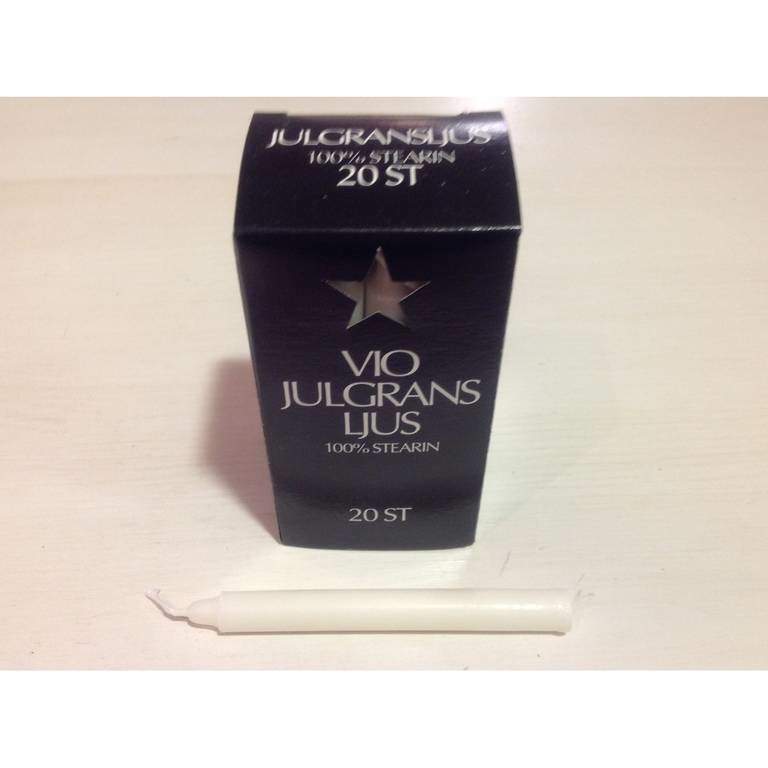 JULGRANSLJUS
100% STEARIN
20 ST
VIO
JULGRANS
LJUS
100% STEARIN
20 ST